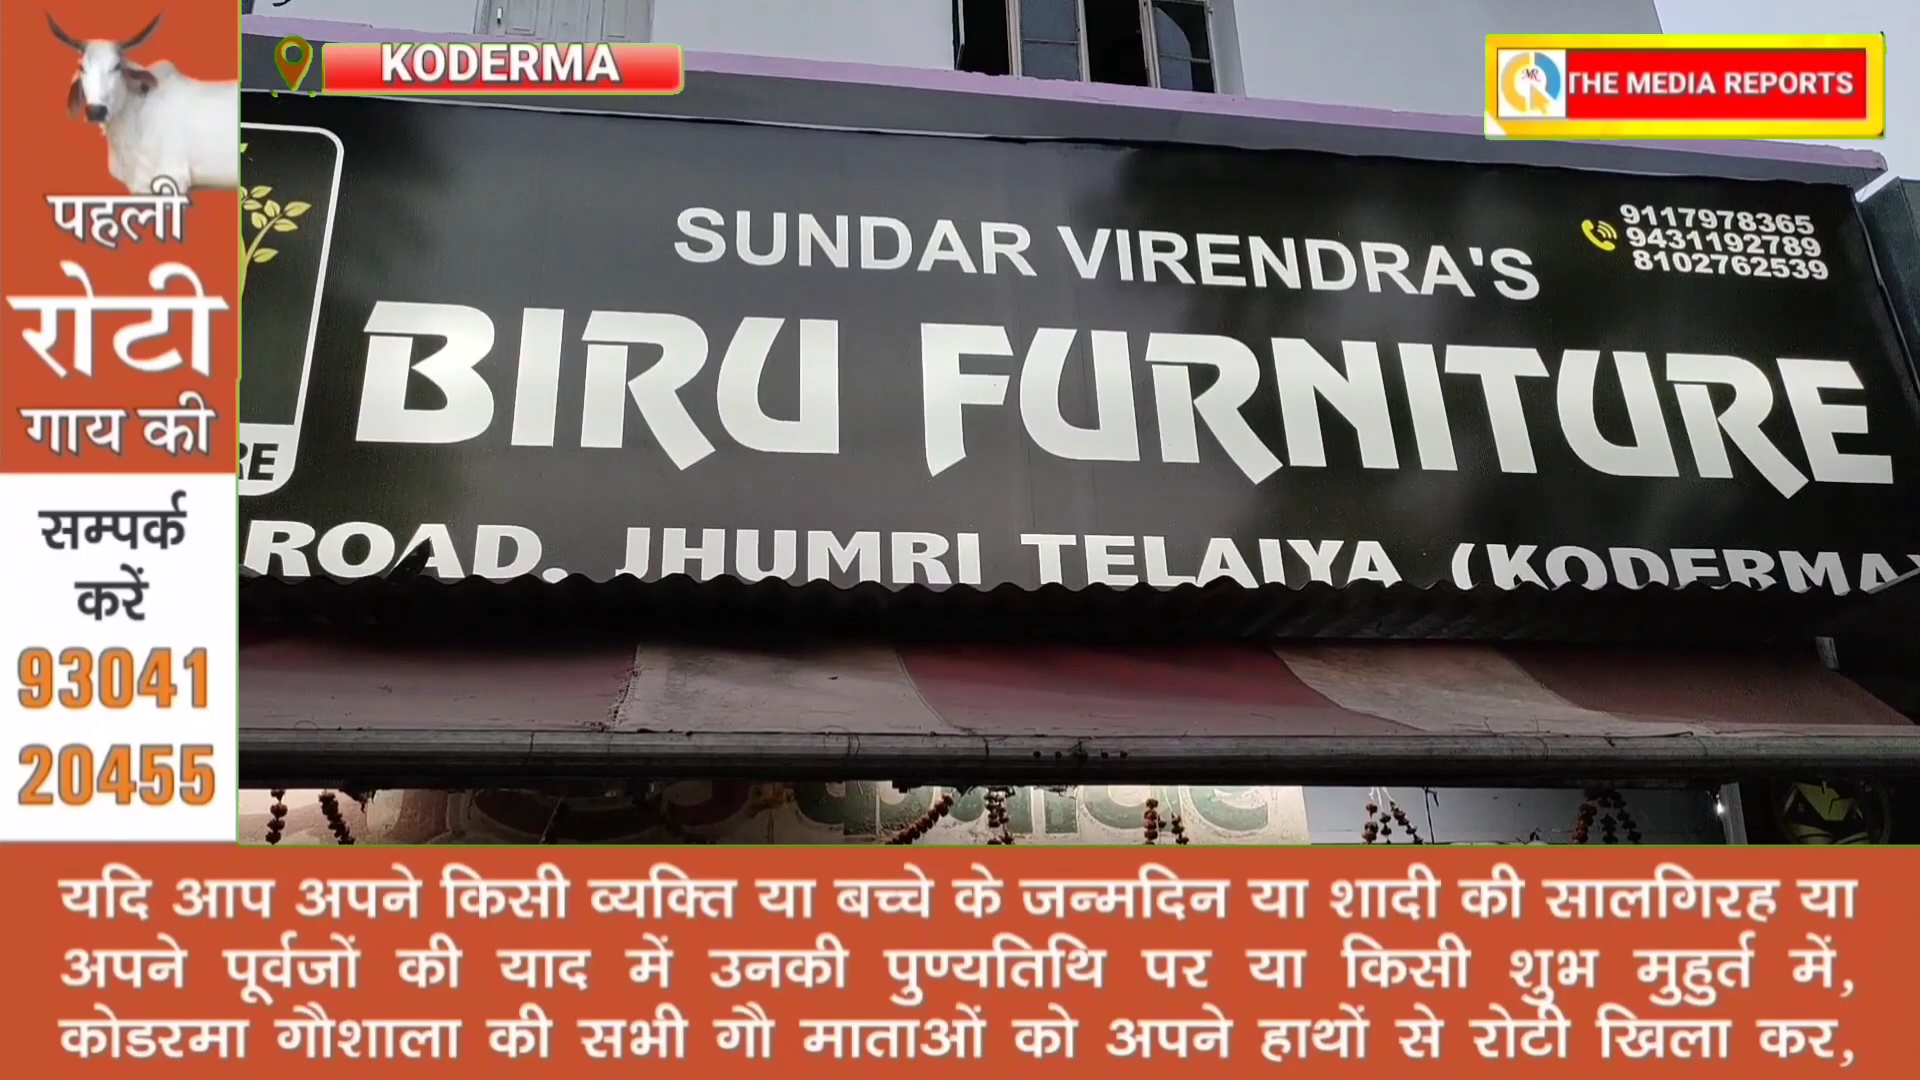 KODERMA
THE MEDIA REPORTS
SUNDAR VIRENDRA'S
9117978365
9431192789
8102762539
BIRU FURNITURE
RE
ROAD, JHUMRI TELAIYA (KODERMA)
पहली
रोटी
गाय की
सम्पर्क
करें
93041
20455
यदि आप अपने किसी व्यक्ति या बच्चे के जन्मदिन या शादी की सालगिरह या
अपने पूर्वजों की याद में उनकी पुण्यतिथि पर या किसी शुभ मुहुर्त में,
कोडरमा गौशाला की सभी गौ माताओं को अपने हाथों से रोटी खिला कर,